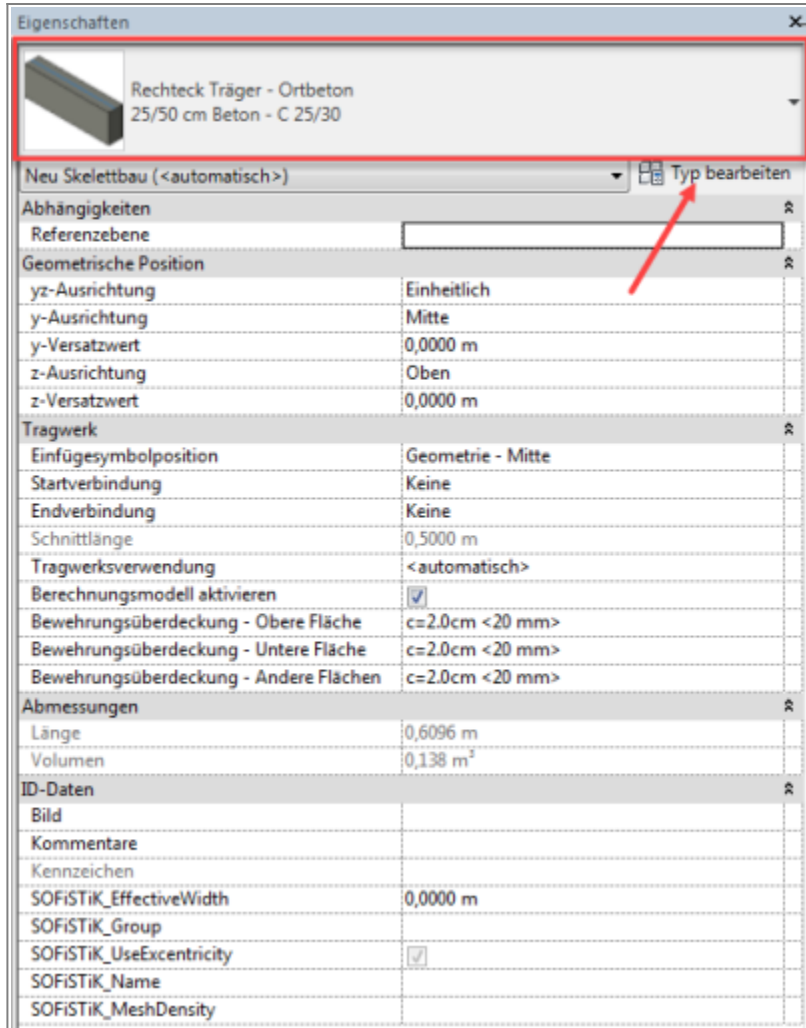 Eigenschaften
Rechteck Träger - Ortbeton
25/50 cm Beton - C 25/30
Neu Skelettbau (<automatisch>) Typ bearbeiten
Abhängigkeiten
Referenzebene
Geometrische Position
yz-Ausrichtung Einheitlich
y-Ausrichtung Mitte
y-Versatzwert 0,0000 m
z-Ausrichtung Oben
z-Versatzwert 0,0000 m
Tragwerk
Einfügesymbolposition Geometrie - Mitte
Startverbindung Keine
Endverbindung Keine
Schnittlänge 0,5000 m
Tragwerksverwendung <automatisch>
Berechnungsmodell aktivieren
Bewehrungsüberdeckung - Obere Fläche c=2.0cm <20 mm>
Bewehrungsüberdeckung - Untere Fläche c=2.0cm <20 mm>
Bewehrungsüberdeckung - Andere Flächen c=2.0cm <20 mm>
Abmessungen
Länge 0,6096 m
Volumen 0,138 m³
ID-Daten
Bild
Kommentare
Kennzeichen
SOFiSTiK_EffectiveWidth 0,0000 m
SOFiSTiK_Group
SOFiSTiK_UseExcentricity
SOFiSTiK_Name
SOFiSTiK_MeshDensity